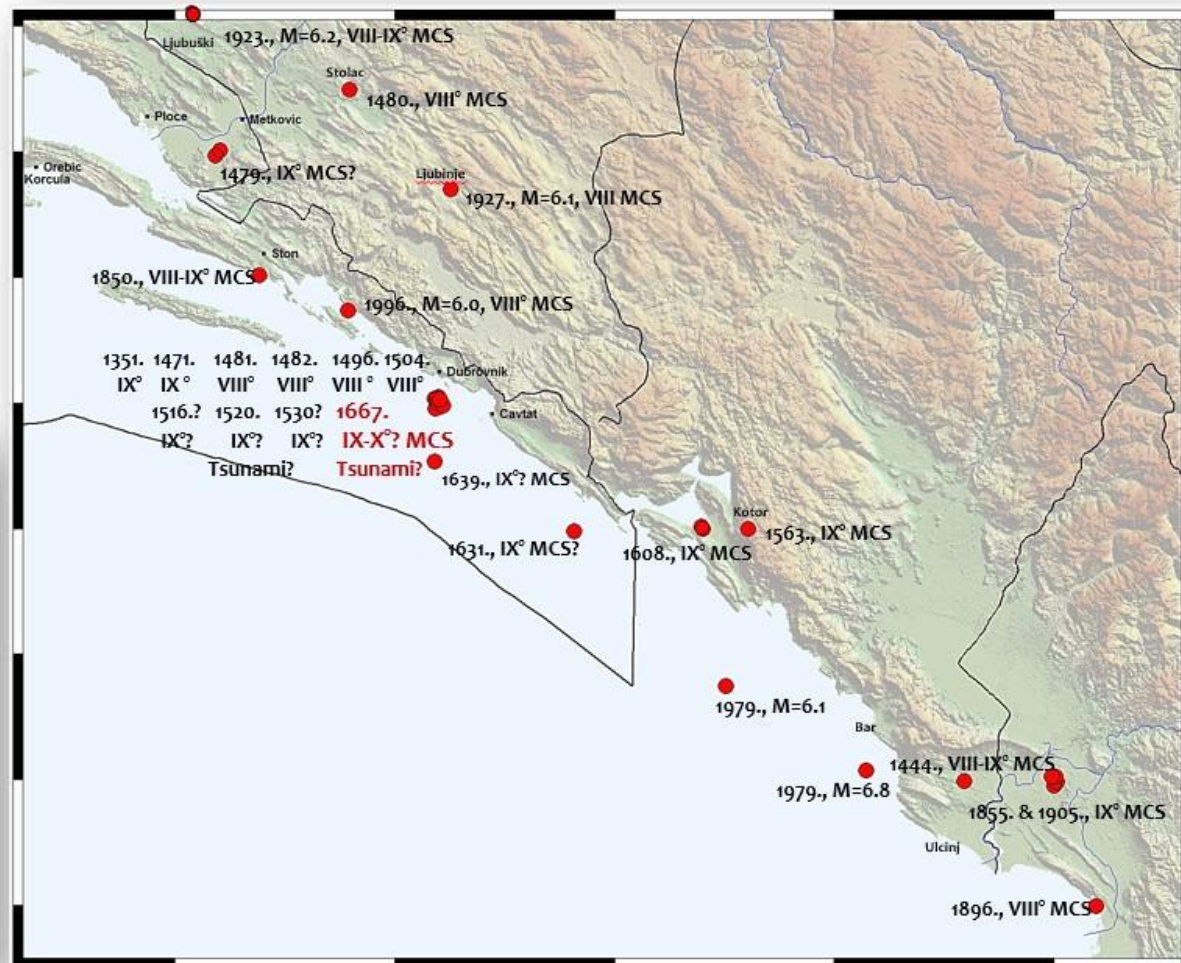 1923., M=6.2, VIII-IX° MCS
Ljubuški
Stolac
1480., VIII° MCS
Ploce
Metkovic
Orebic
Korcula
1479., IX° MCS?
Ljubinje
1927., M=6.1, VIII MCS
Ston
1850., VIII-IX° MCS
1996., M=6.0, VIII° MCS
1351. 1471. 1481. 1482. 1496. 1504.
IX° IX° VIII° VIII° VIII° VIII°
Dubrovnik
1516.? 1520. 1530? 1667.
Cavtat
IX°? IX°? IX°? IX-X°? MCS
Tsunami? Tsunami?
1639., IX°? MCS
Kotor
1563., IX° MCS
1631., IX° MCS?
1608., IX° MCS
1979., M=6.1
Bar
1444., VIII-IX° MCS
1979., M=6.8
1855. & 1905., IX° MCS
Ulcinj
1896., VIII° MCS